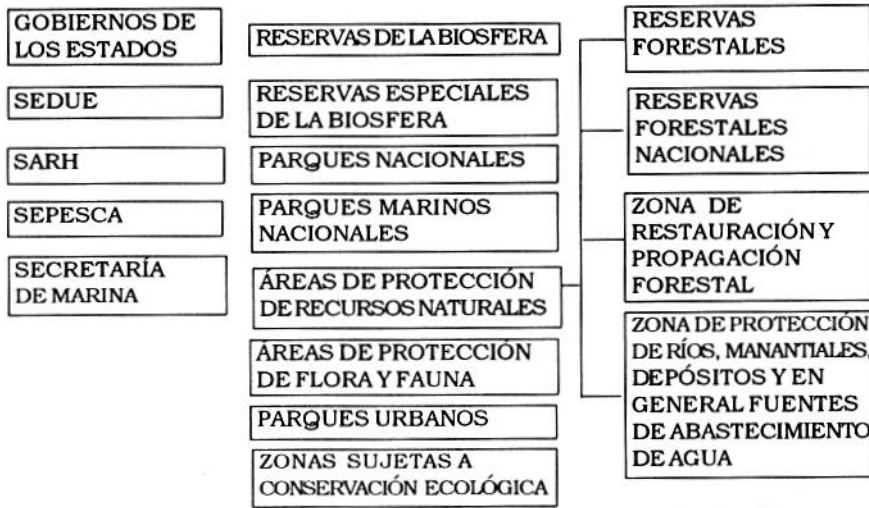 GOBIERNOS DE
LOS ESTADOS
SEDUE
SARH
SEPESCA
SECRETARÍA
DE MARINA
RESERVAS DE LA BIOSFERA
RESERVAS ESPECIALES
DE LA BIOSFERA
PARQUES NACIONALES
PARQUES MARINOS
NACIONALES
ÁREAS DE PROTECCIÓN
DE RECURSOS NATURALES
ÁREAS DE PROTECCIÓN
DE FLORA Y FAUNA
PARQUES URBANOS
ZONAS SUJETAS A
CONSERVACIÓN ECOLÓGICA
RESERVAS
FORESTALES
RESERVAS
FORESTALES
NACIONALES
ZONA DE
RESTAURACIÓN Y
PROPAGACIÓN
FORESTAL
ZONA DE PROTECCIÓN
DE RÍOS, MANANTIALES,
DEPÓSITOS Y EN
GENERAL FUENTES
DE ABASTECIMIENTO
DE AGUA